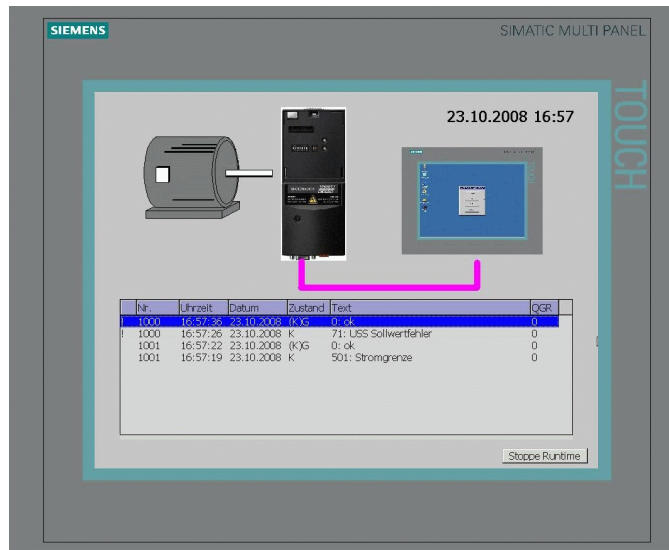 SIEMENS
SIMATIC MULTI PANEL
TOUCH
23.10.2008 16:57
Nr. Uhrzeit Datum Zustand Text QGR
! 1000 16:57:36 23.10.2008 (K)G 0: ok 0
! 1000 16:57:26 23.10.2008 K 71: USS Sollwertfehler 0
1001 16:57:22 23.10.2008 (K)G 0: ok 0
1001 16:57:19 23.10.2008 K 501: Stromgrenze 0
Stoppe Runtime